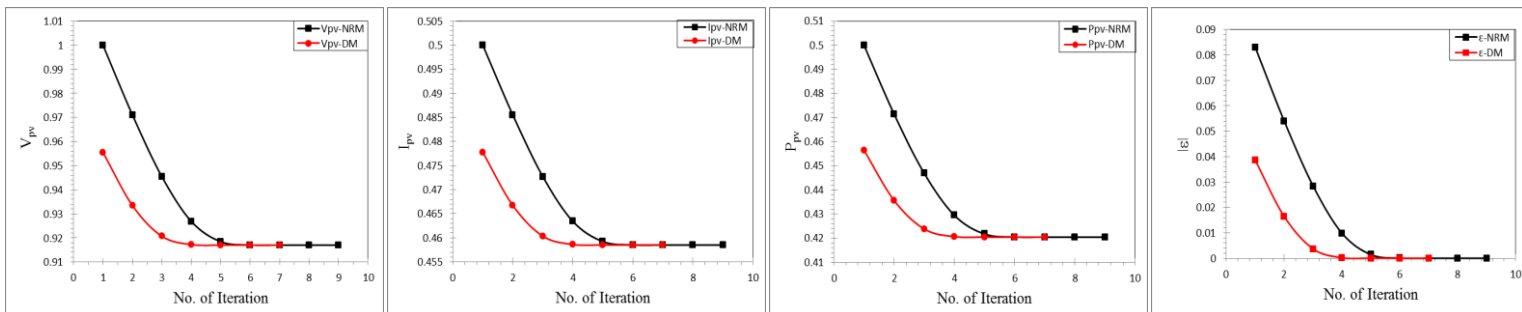 1.01
1
0.99
0.98
0.97
0.96
0.95
0.94
0.93
0.92
0.91
0 1 2 3 4 5 6 7 8 9 10
No. of Iteration
V_pv
Vpv-NRM
Vpv-DM
0.505
0.5
0.495
0.49
0.485
0.48
0.475
0.47
0.465
0.46
0.455
0 2 4 6 8 10
No. of Iteration
I_pv
Ipv-NRM
Ipv-DM
0.51
0.5
0.49
0.48
0.47
0.46
0.45
0.44
0.43
0.42
0.41
0 2 4 6 8 10
No. of Iteration
P_pv
Ppv-NRM
Ppv-DM
0.09
0.08
0.07
0.06
0.05
0.04
0.03
0.02
0.01
0
0 2 4 6 8 10
No. of Iteration
|ε|
ε-NRM
ε-DM